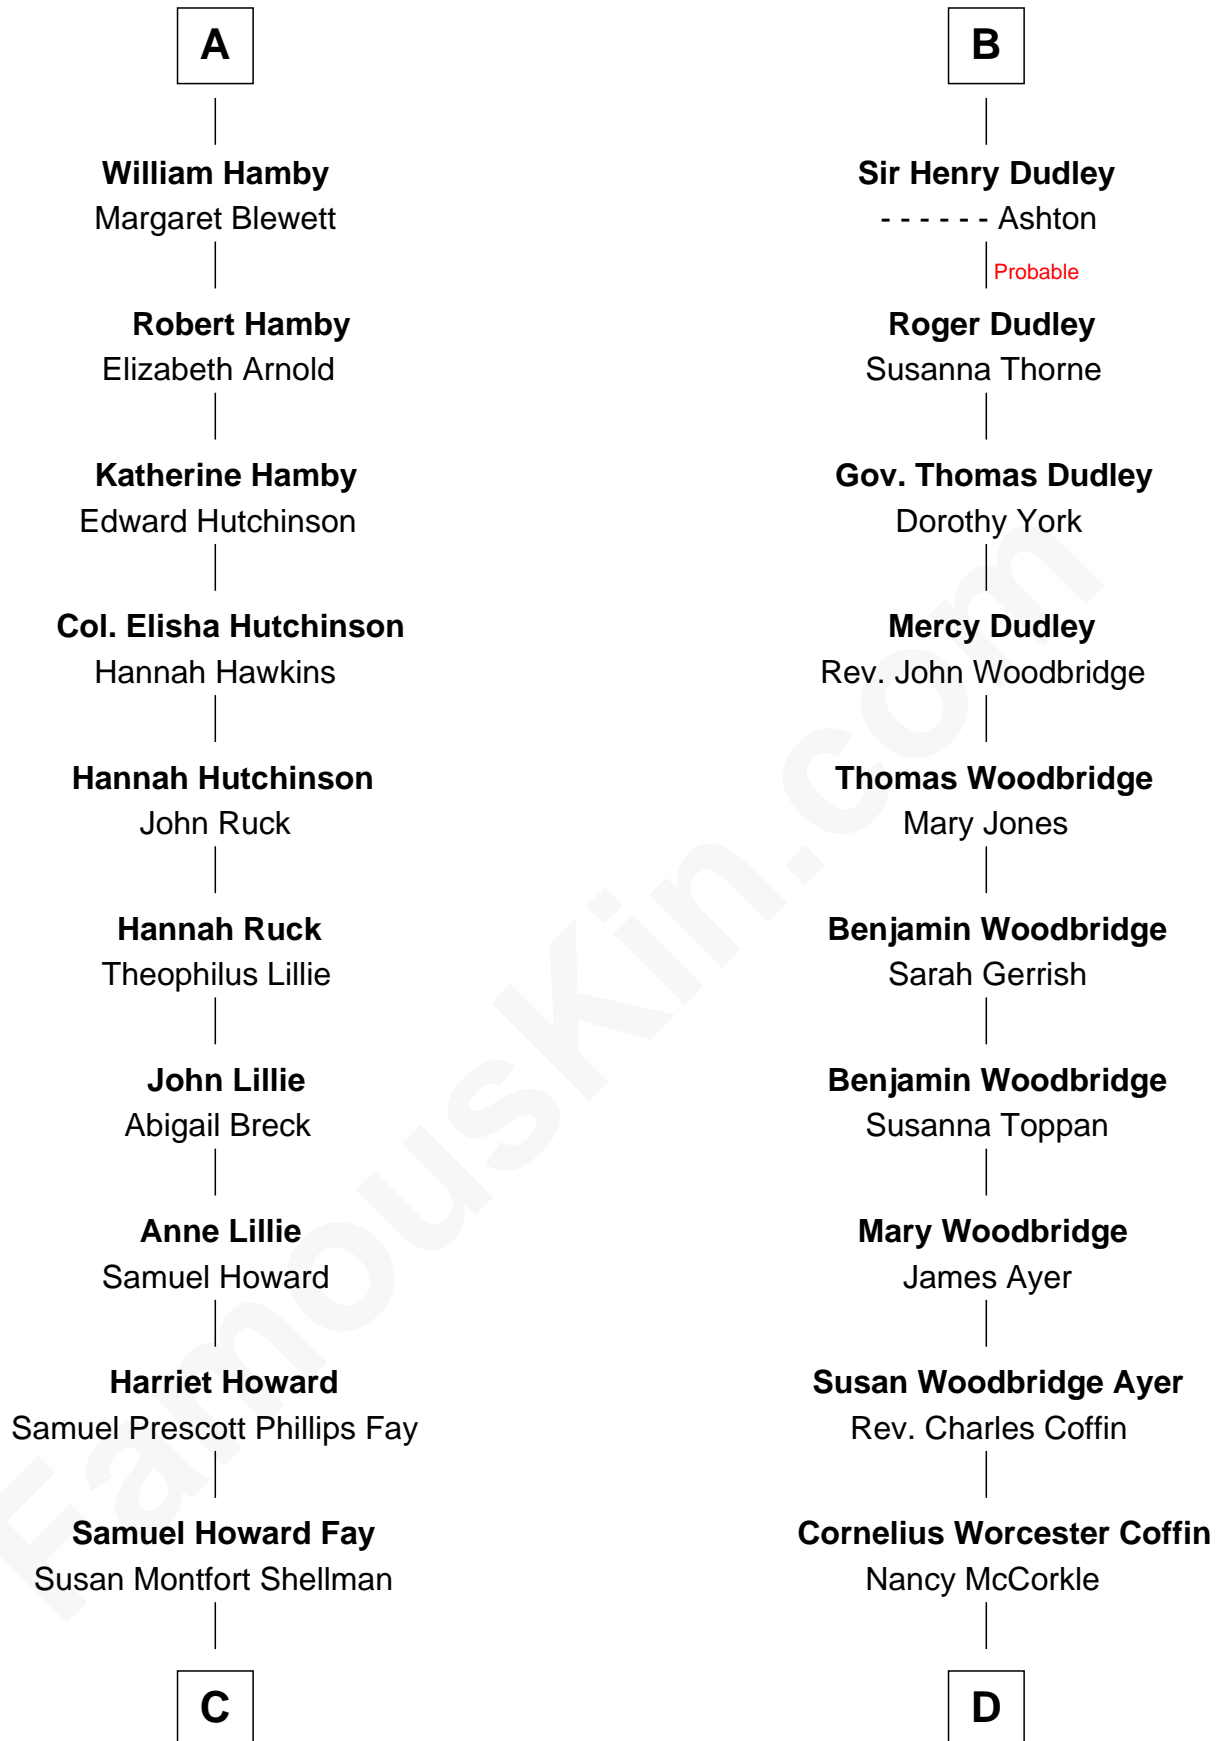 A
William Hamby
Margaret Blewett
Robert Hamby
Elizabeth Arnold
Katherine Hamby
Edward Hutchinson
Col. Elisha Hutchinson
Hannah Hawkins
Hannah Hutchinson
John Ruck
Hannah Ruck
Theophilus Lillie
John Lillie
Abigail Breck
Anne Lillie
Samuel Howard
Harriet Howard
Samuel Prescott Phillips Fay
Samuel Howard Fay
Susan Montfort Shellman
C
B
Sir Henry Dudley
- - - - - - Ashton
Probable
Roger Dudley
Susanna Thorne
Gov. Thomas Dudley
Dorothy York
Mercy Dudley
Rev. John Woodbridge
Thomas Woodbridge
Mary Jones
Benjamin Woodbridge
Sarah Gerrish
Benjamin Woodbridge
Susanna Toppan
Mary Woodbridge
James Ayer
Susan Woodbridge Ayer
Rev. Charles Coffin
Cornelius Worcester Coffin
Nancy McCorkle
D
FamousKin.com